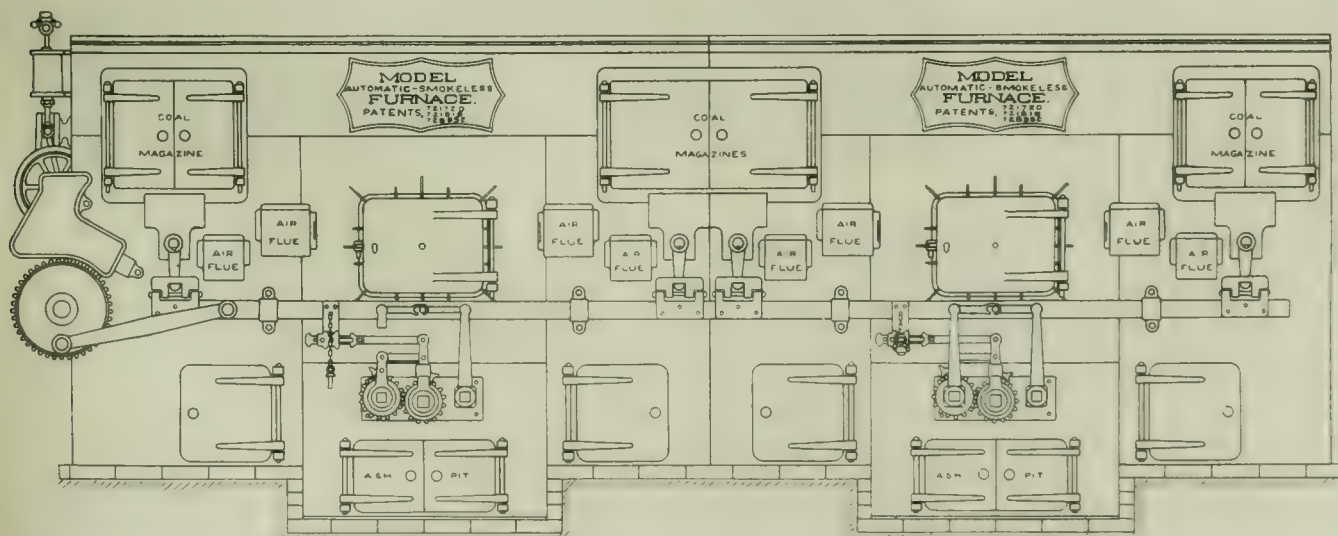 MODEL
AUTOMATIC-SMOKELESS
FURNACE.
PATENTS,
MODEL
AUTOMATIC-SMOKELESS
FURNACE.
PATENTS,
COAL
MAGAZINE
COAL
MAGAZINES
COAL
MAGAZINE
AIR
FLUE
AIR
FLUE
AIR
FLUE
AIR
FLUE
AIR
FLUE
AIR
FLUE
AIR
FLUE
AIR
FLUE
ASH PIT
ASH PIT